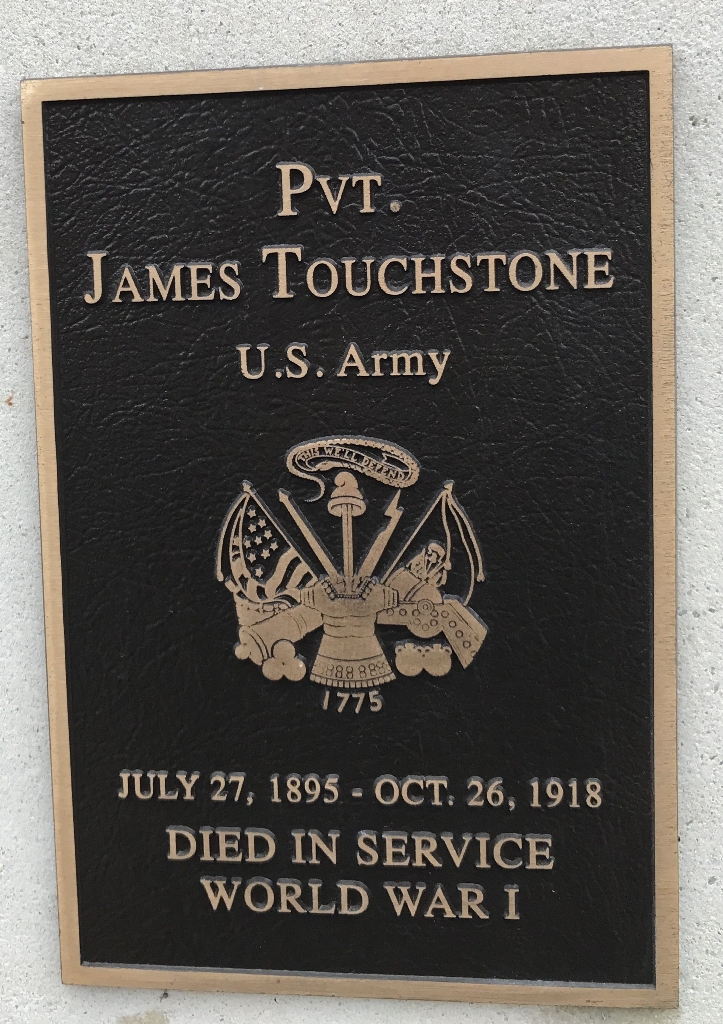 PVT.
JAMES TOUCHSTONE
U.S. Army
THIS WE'LL DEFEND
1775
JULY 27, 1895 - OCT. 26, 1918
DIED IN SERVICE
WORLD WAR I